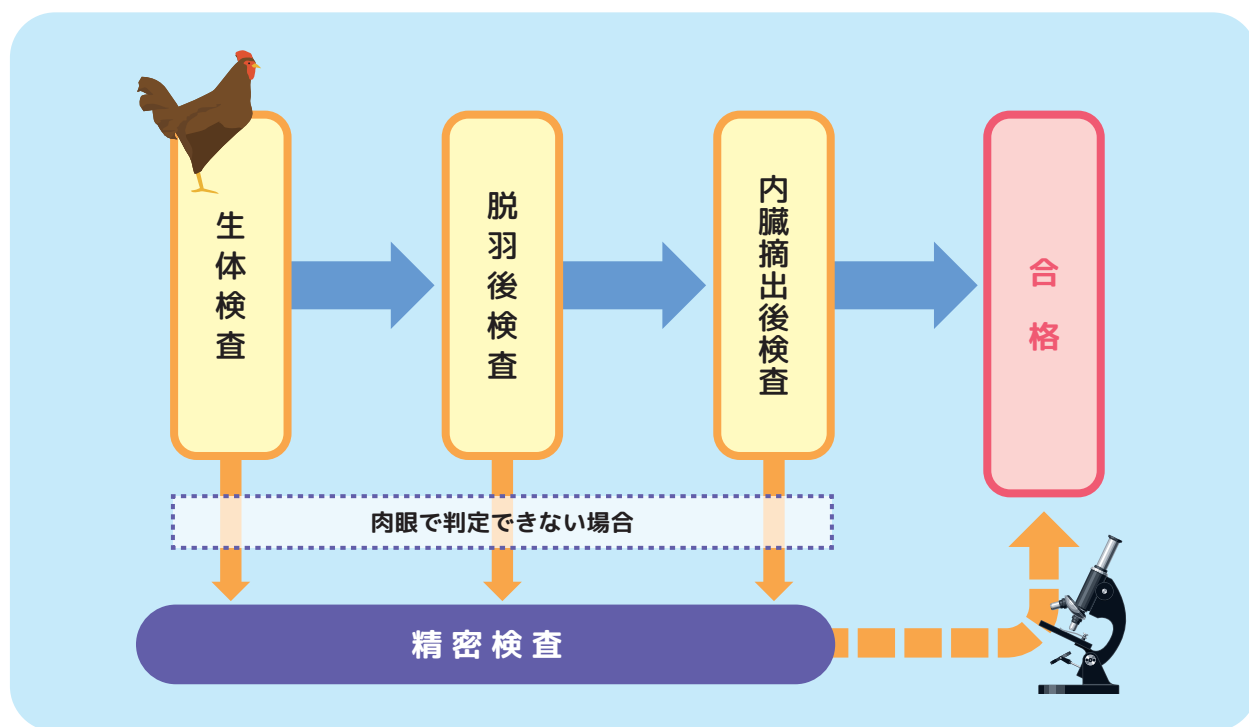 生体検査
脱羽後検査
内臓摘出後検査
合格
肉眼で判定できない場合
精密検査